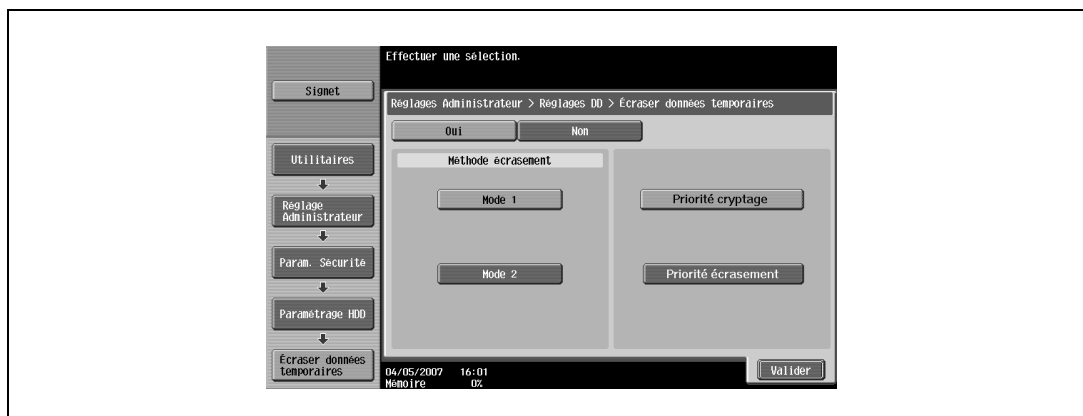 Effectuer une sélection.
Signet
Réglages Administrateur > Réglages DD > Écraser données temporaires
Oui
Non
Utilitaires
Méthode écrasement
Mode 1
Priorité cryptage
Réglage
Administrateur
Param. Sécurité
Mode 2
Priorité écrasement
Paramétrage HDD
Écraser données
temporaires
04/05/2007 16:01
Mémoire 0%
Valider